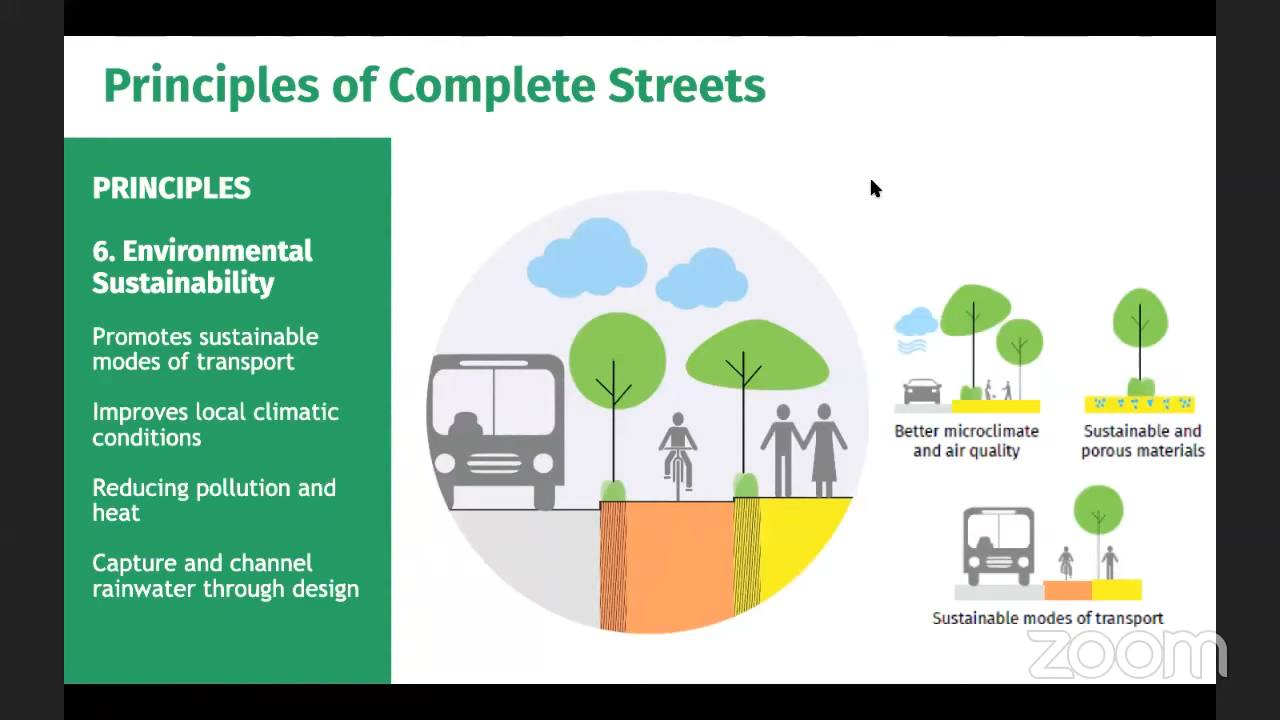 Principles of Complete Streets
PRINCIPLES
6. Environmental
Sustainability
Promotes sustainable
modes of transport
Improves local climatic
conditions
Reducing pollution and
heat
Capture and channel
rainwater through design
Better microclimate
and air quality
Sustainable and
porous materials
Sustainable modes of transport
zoom